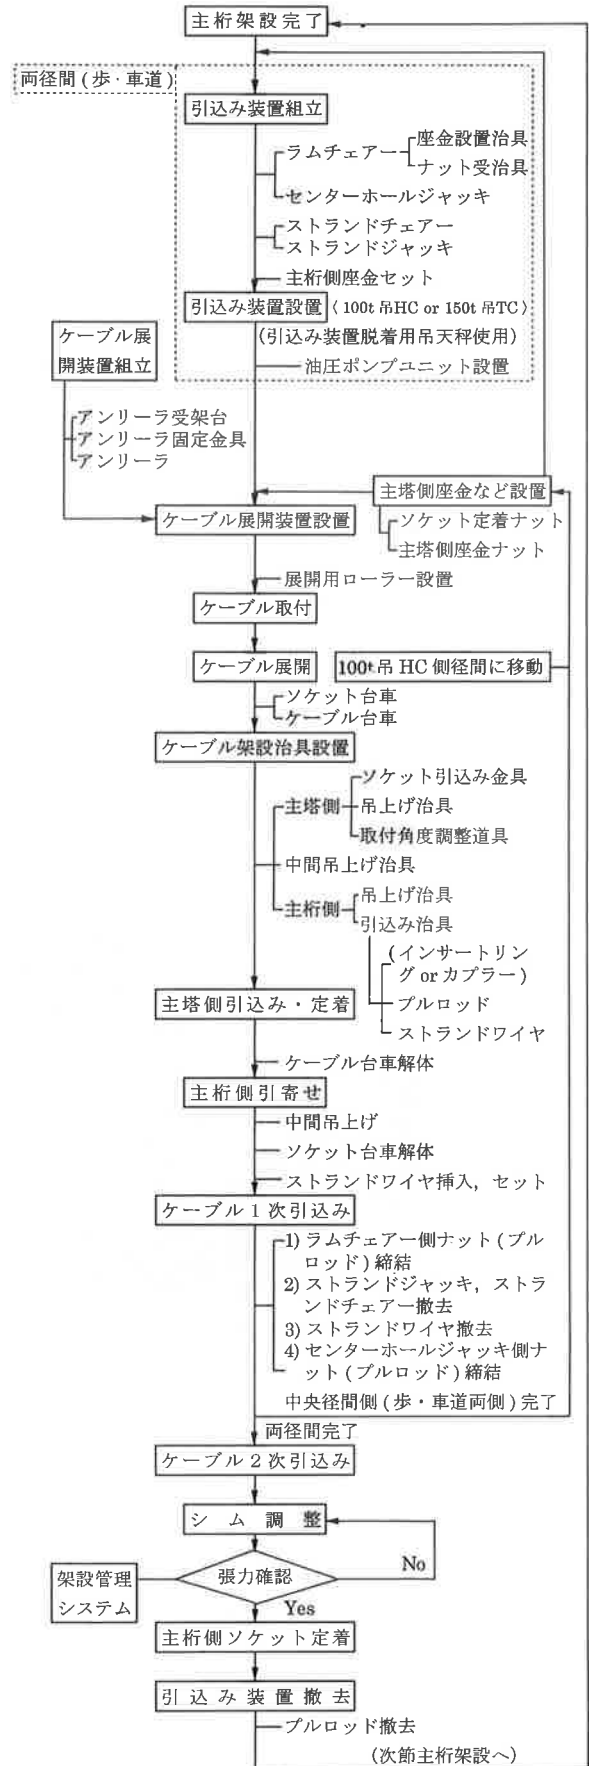 主桁架設完了
両径間(歩・車道)
引込み装置組立
ラムチェアー
座金設置治具
ナット受治具
センターホールジャッキ
ストランドチェアー
ストランドジャッキ
主桁側座金セット
引込み装置設置
〈100t吊HC or 150t吊TC〉
(引込み装置脱着用吊天秤使用)
油圧ポンプユニット設置
ケーブル展
開装置組立
アンリーラ受架台
アンリーラ固定金具
アンリーラ
主塔側座金など設置
ソケット定着ナット
主塔側座金ナット
ケーブル展開装置設置
展開用ローラー設置
ケーブル取付
ケーブル展開
100t吊HC側径間に移動
ソケット台車
ケーブル台車
ケーブル架設治具設置
主塔側
ソケット引込み金具
吊上げ治具
取付角度調整道具
中間吊上げ治具
主桁側
吊上げ治具
引込み治具
(インサートリン
グorカプラー)
プルロッド
ストランドワイヤ
主塔側引込み・定着
ケーブル台車解体
主桁側引寄せ
中間吊上げ
ソケット台車解体
ストランドワイヤ挿入，セット
ケーブル1次引込み
1) ラムチェアー側ナット(プル
ロッド)締結
2) ストランドジャッキ，ストラ
ンドチェアー撤去
3) ストランドワイヤ撤去
4) センターホールジャッキ側ナ
ット(プルロッド)締結
中央径間側(歩・車道両側)完了
両径間完了
ケーブル2次引込み
シム調整
張力確認
No
架設管理
システム
Yes
主桁側ソケット定着
引込み装置撤去
プルロッド撤去
(次節主桁架設へ)